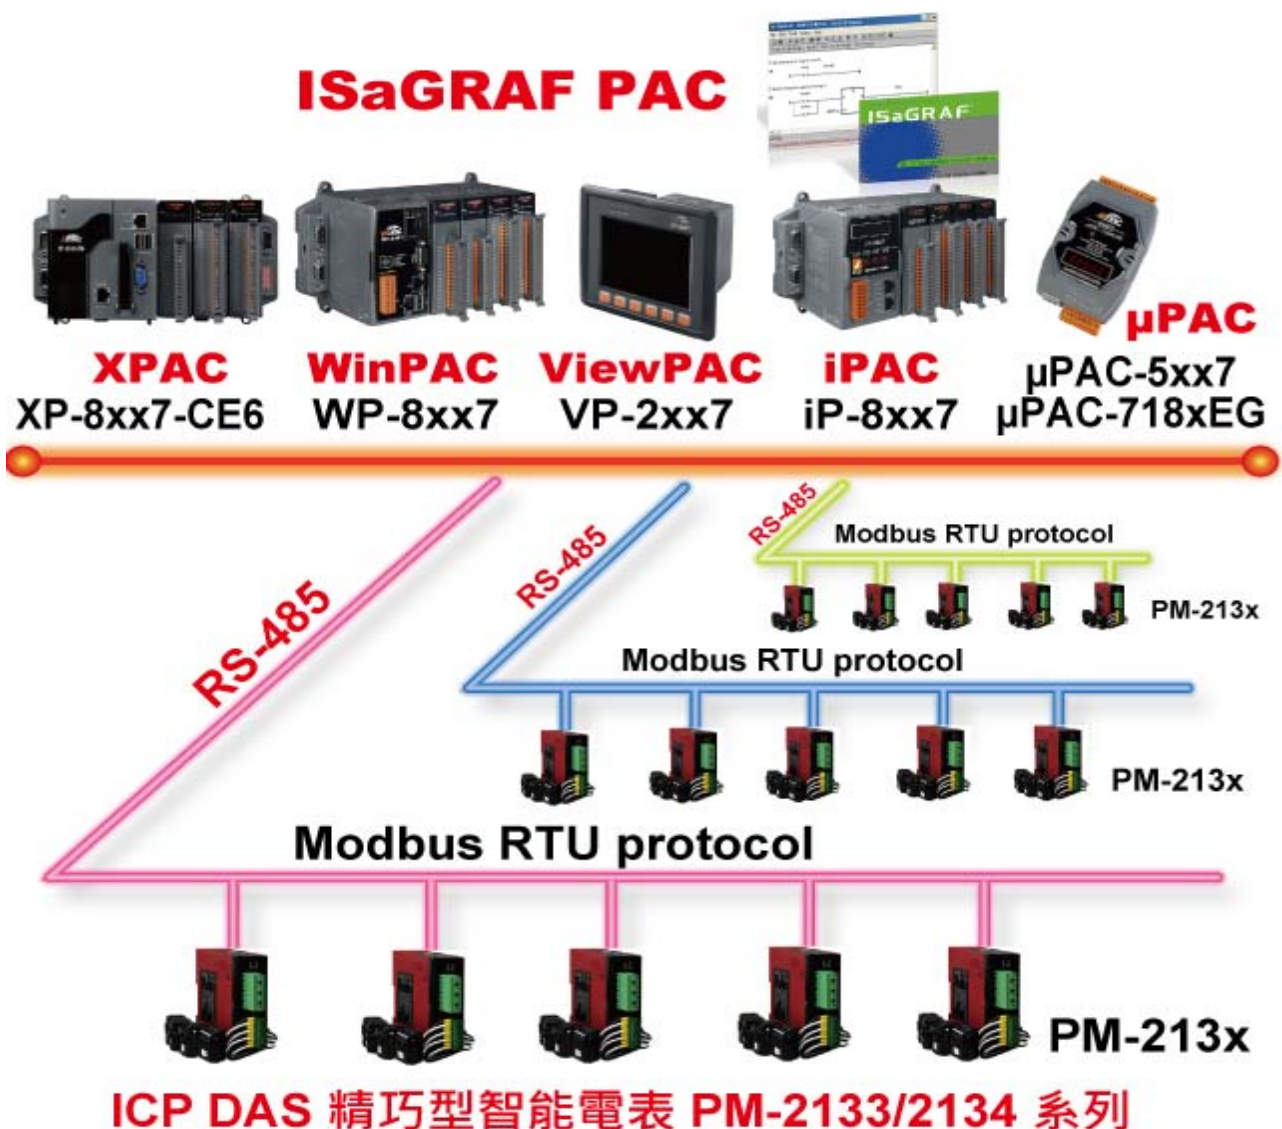 ISaGRAF PAC
ISaGRAF
XPAC
XP-8xx7-CE6
WinPAC
WP-8xx7
ViewPAC
VP-2xx7
iPAC
iP-8xx7
µPAC
µPAC-5xx7
µPAC-718xEG
RS-485
Modbus RTU protocol
PM-213x
RS-485
Modbus RTU protocol
PM-213x
RS-485
Modbus RTU protocol
PM-213x
ICP DAS 精巧型智能電表 PM-2133/2134 系列